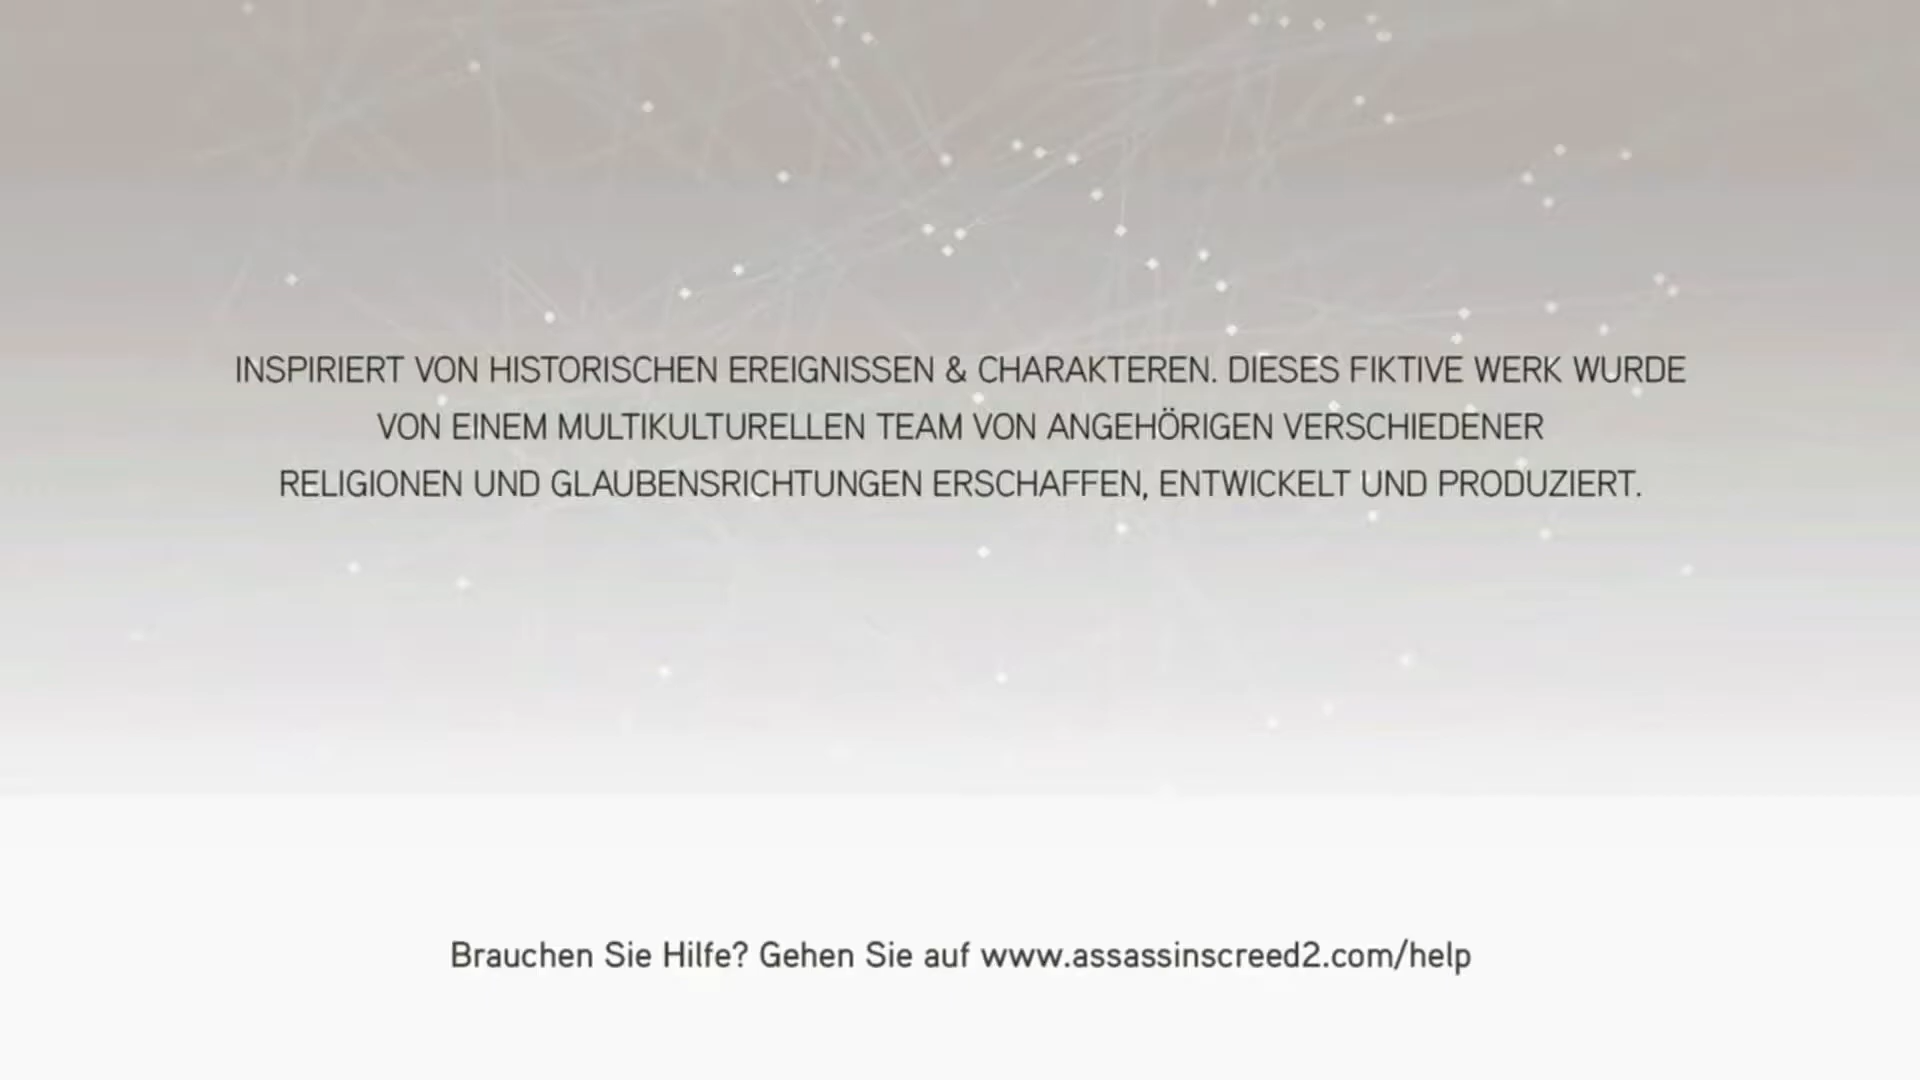 INSPIRIERT VON HISTORISCHEN EREIGNISSEN & CHARAKTEREN. DIESES FIKTIVE WERK WURDE
VON EINEM MULTIKULTURELLEN TEAM VON ANGEHÖRIGEN VERSCHIEDENER
RELIGIONEN UND GLAUBENSRICHTUNGEN ERSCHAFFEN, ENTWICKELT UND PRODUZIERT.
Brauchen Sie Hilfe? Gehen Sie auf www.assassinscreed2.com/help